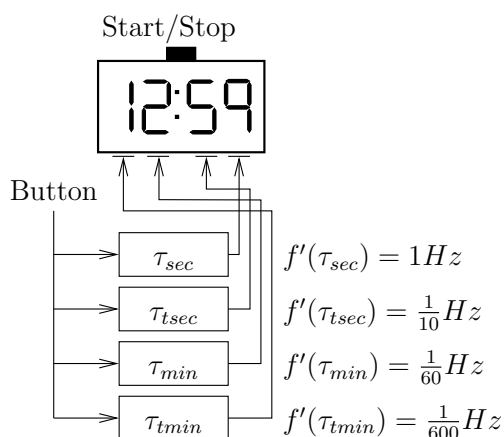 Start/Stop
12:59
Button
τ_sec f'(τ_sec) = 1Hz
τ_tsec f'(τ_tsec) = 1/10 Hz
τ_min f'(τ_min) = 1/60 Hz
τ_tmin f'(τ_tmin) = 1/600 Hz